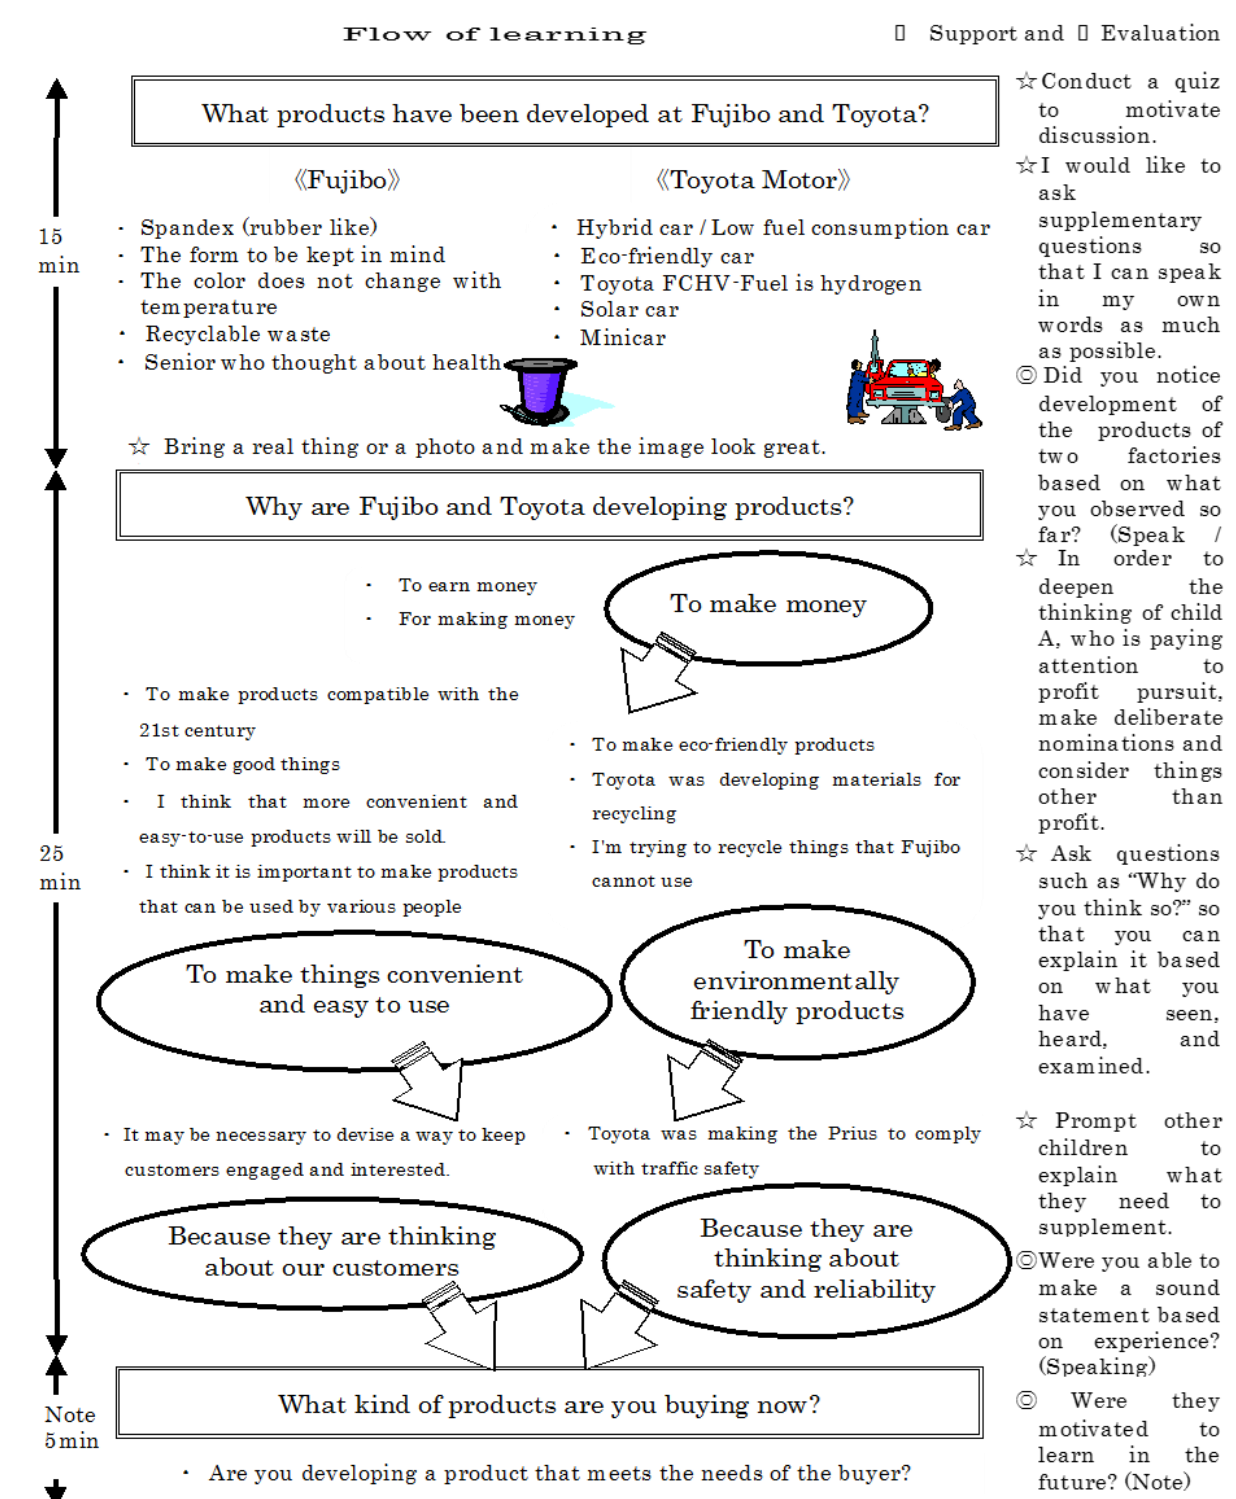 Flow of learning
▯ Support and ▯ Evaluation
15
min
What products have been developed at Fujibo and Toyota?
《Fujibo》
・ Spandex (rubber like)
・ The form to be kept in mind
・ The color does not change with
temperature
・ Recyclable waste
・ Senior who thought about health
《Toyota Motor》
・ Hybrid car / Low fuel consumption car
・ Eco-friendly car
・ Toyota FCHV-Fuel is hydrogen
・ Solar car
・ Minicar
☆ Bring a real thing or a photo and make the image look great.
25
min
Why are Fujibo and Toyota developing products?
・ To earn money
・ For making money
To make money
・ To make products compatible with the
21st century
・ To make good things
・ I think that more convenient and
easy-to-use products will be sold.
・ I think it is important to make products
that can be used by various people
・ To make eco-friendly products
・ Toyota was developing materials for
recycling
・ I'm trying to recycle things that Fujibo
cannot use
To make things convenient
and easy to use
To make
environmentally
friendly products
・ It may be necessary to devise a way to keep
customers engaged and interested.
・ Toyota was making the Prius to comply
with traffic safety
Because they are thinking
about our customers
Because they are
thinking about
safety and reliability
Note
5min
What kind of products are you buying now?
・ Are you developing a product that meets the needs of the buyer?
☆Conduct a quiz
to motivate
discussion.
☆I would like to
ask
supplementary
questions so
that I can speak
in my own
words as much
as possible.
◎Did you notice
development of
the products of
two factories
based on what
you observed so
far? (Speak /
☆ In order to
deepen the
thinking of child
A, who is paying
attention to
profit pursuit,
make deliberate
nominations and
consider things
other than
profit.
☆ Ask questions
such as “Why do
you think so?” so
that you can
explain it based
on what you
have seen,
heard, and
examined.
☆ Prompt other
children to
explain what
they need to
supplement.
◎Were you able to
make a sound
statement based
on experience?
(Speaking)
◎ Were they
motivated to
learn in the
future? (Note)